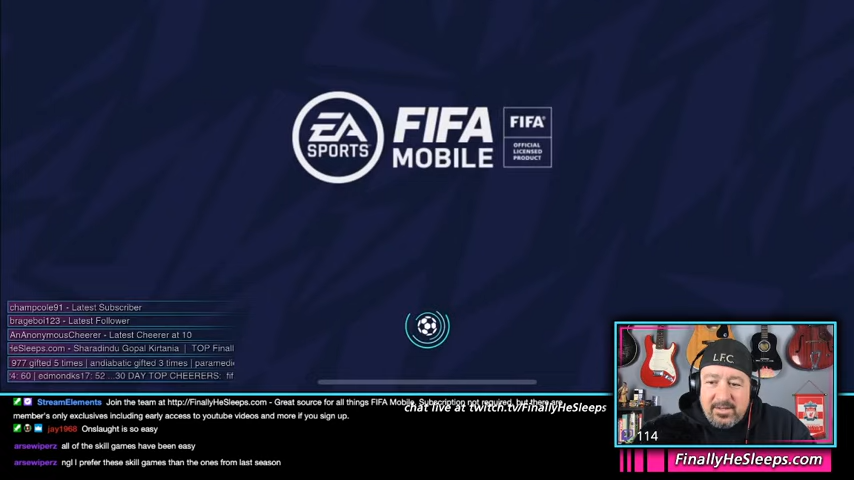 EA
SPORTS
FIFA
MOBILE
FIFA
OFFICIAL
LICENSED
PRODUCT
champcole91 - Latest Subscriber
brageboi123 - Latest Follower
AnAnonymousCheerer - Latest Cheerer at 10
HeSleeps.com - Sharadindu Gopal Kirtania | TOP Final
977 gifted 5 times | andiabatic gifted 3 times | paramedi
4: 60 | edmondks17: 52 ...30 DAY TOP CHEERERS: fif
StreamElements Join the team at http://FinallyHeSleeps.com - Great source for all things FIFA Mobile. Subscription not required, but there are
member's only exclusives including early access to youtube videos and more if you sign up.
chat live at twitch.tv/FinallyHeSleeps
jay1968 Onslaught is so easy
arsewiperz all of the skill games have been easy
arsewiperz ngl I prefer these skill games than the ones from last season
L.F.C.
114
FinallyHeSleeps.com